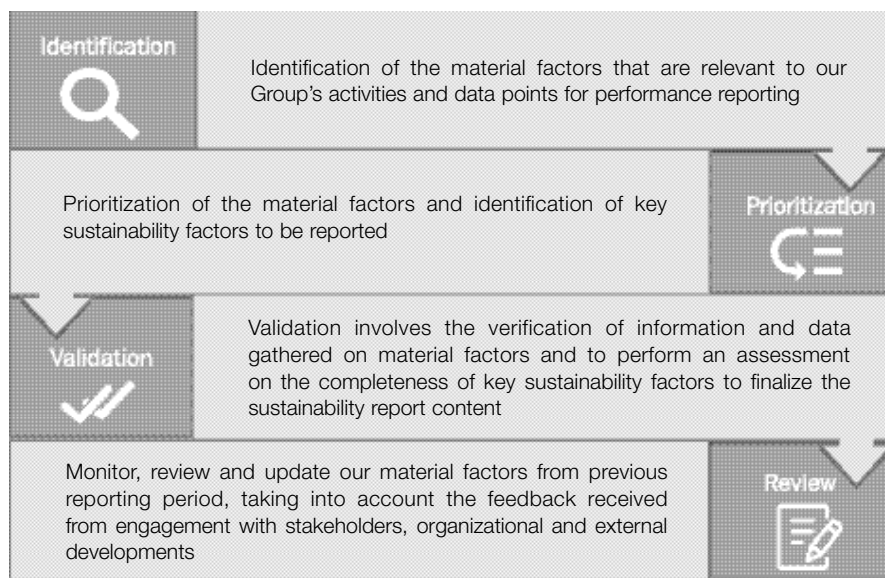 Identification
Identification of the material factors that are relevant to our
Group's activities and data points for performance reporting
Prioritization of the material factors and identification of key
sustainability factors to be reported
Prioritization
Validation
Validation involves the verification of information and data
gathered on material factors and to perform an assessment
on the completeness of key sustainability factors to finalize the
sustainability report content
Monitor, review and update our material factors from previous
reporting period, taking into account the feedback received
from engagement with stakeholders, organizational and external
developments
Review